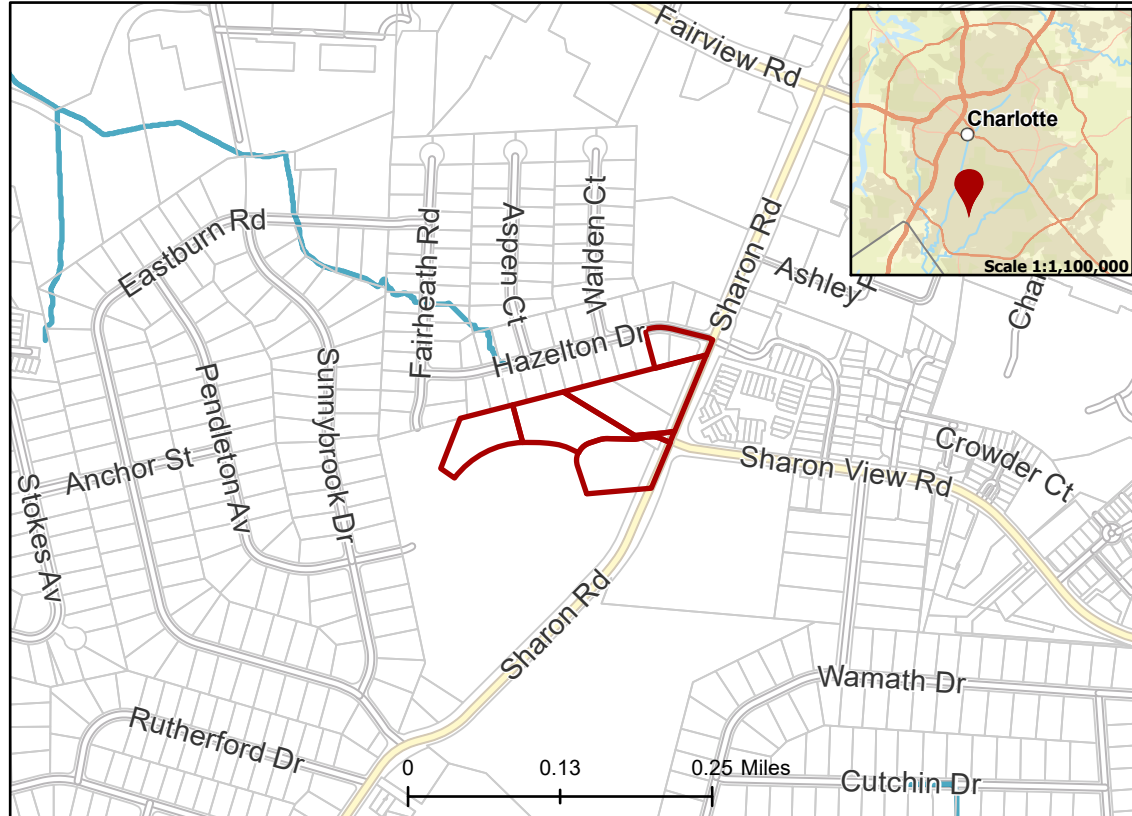 Fairview Rd
Charlotte
Scale 1:1,100,000
Eastburn Rd
Fairheath Rd
Aspen Ct
Walden Ct
Sharon Rd
Ashley
Hazelton Dr
Sunnybrook Dr
Pendleton Av
Anchor St
Stokes Av
Sharon View Rd
Crowder Ct
Sharon Rd
Wamath Dr
Rutherford Dr
0
0.13
0.25 Miles
Cutchin Dr